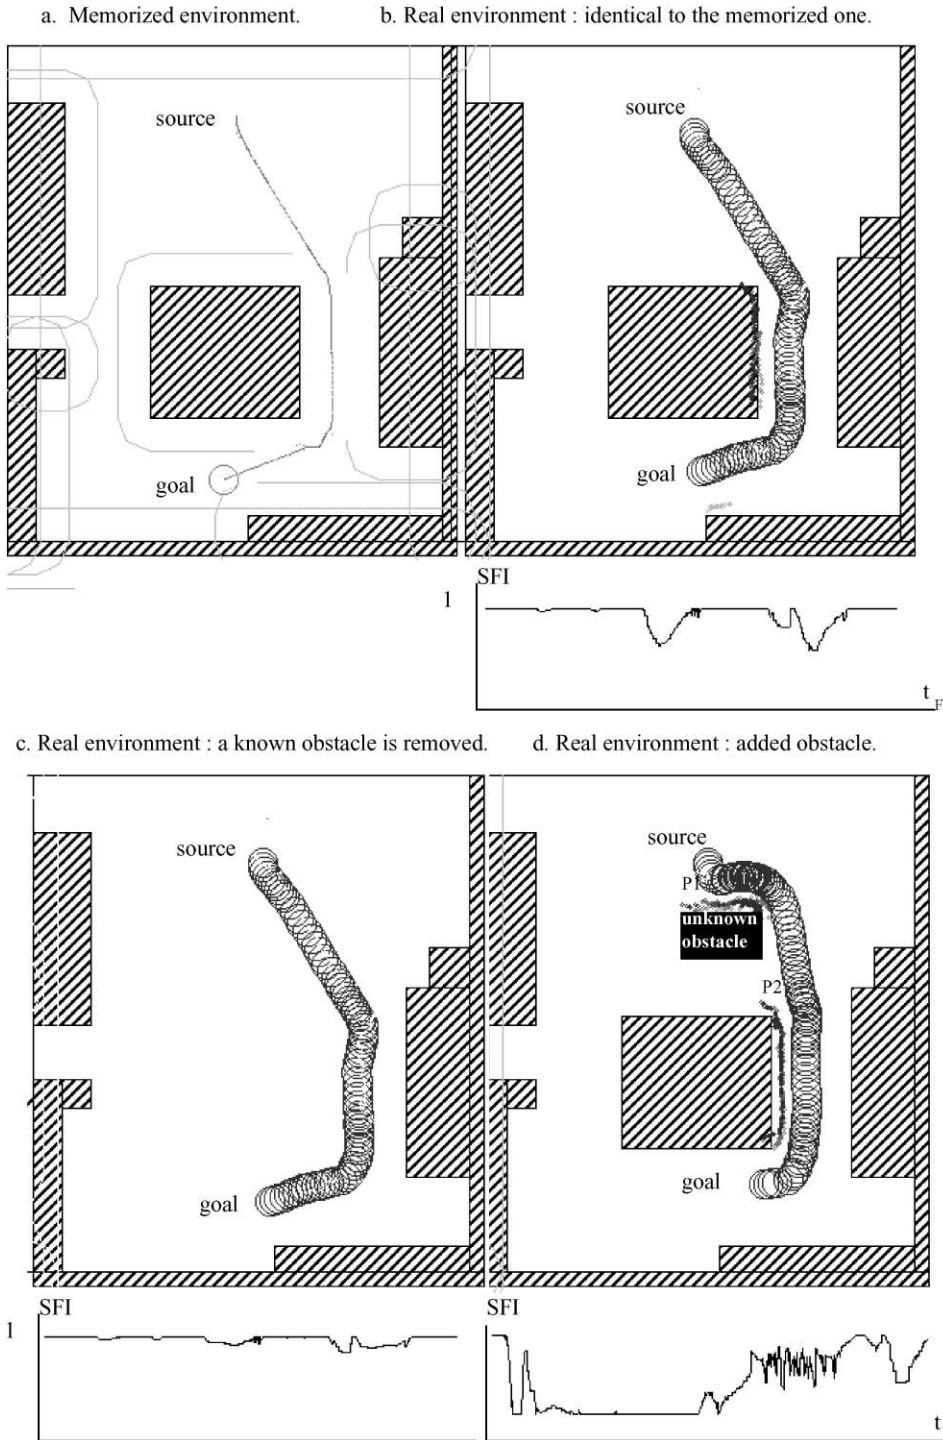 a. Memorized environment.
b. Real environment : identical to the memorized one.
source
goal
source
goal
SFI
1
t F
c. Real environment : a known obstacle is removed.
d. Real environment : added obstacle.
source
goal
source
P1
unknown
obstacle
P2
goal
SFI
1
SFI
t